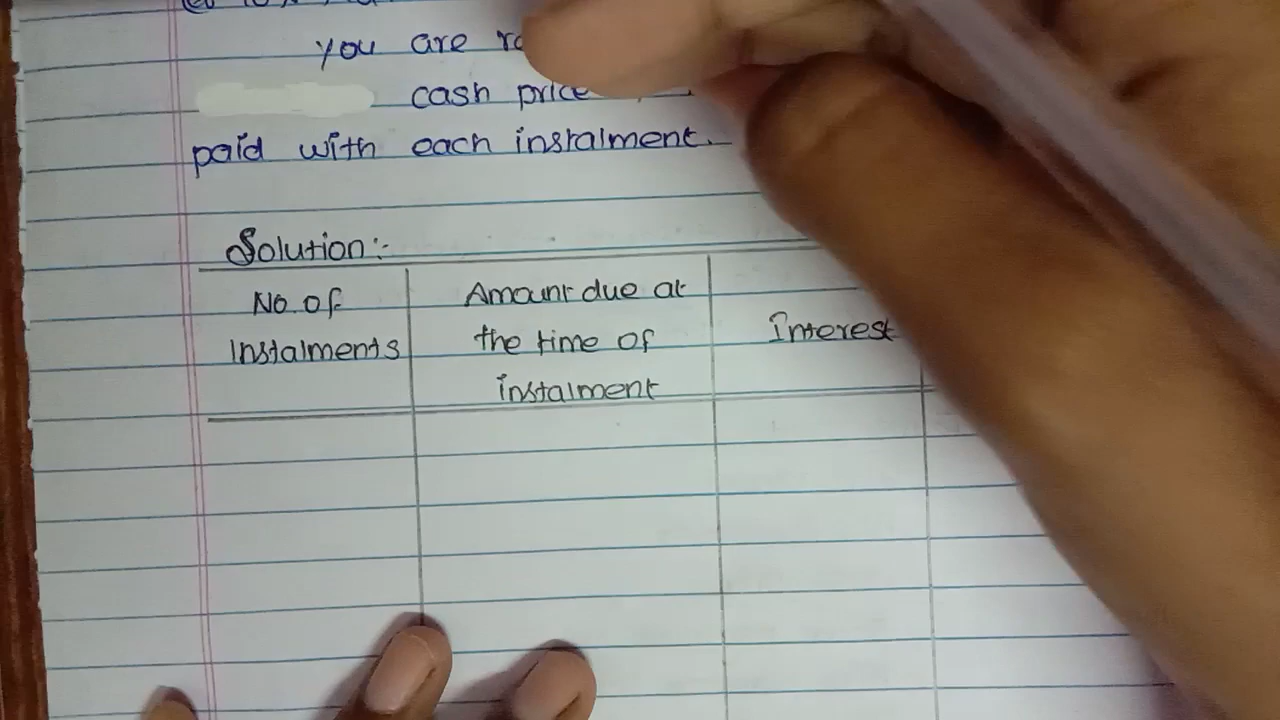 you are
cash price
paid with each instalment.
Solution:-
No. of
Instalments
Amount due at
the time of
instalment
Interest